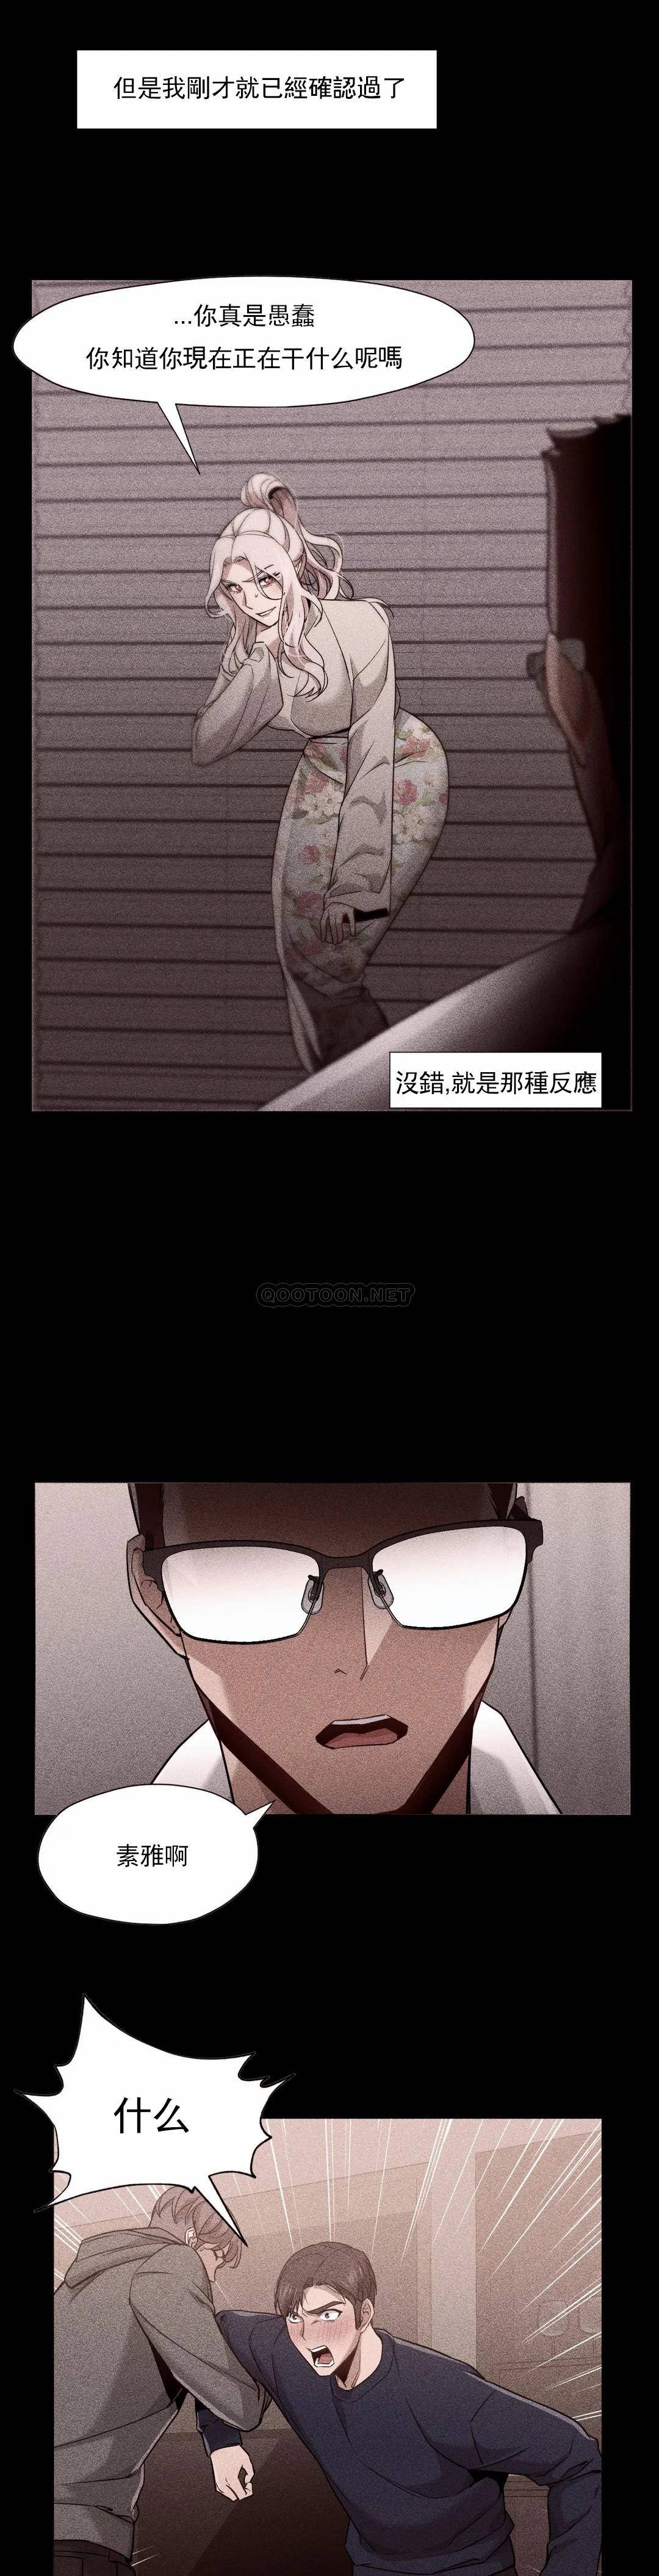 但是我剛才就已經確認過了
...你真是愚蠢
你知道你現在正在干什么呢嗎
沒錯,就是那種反應
QOOTOON.NET
素雅啊
什么